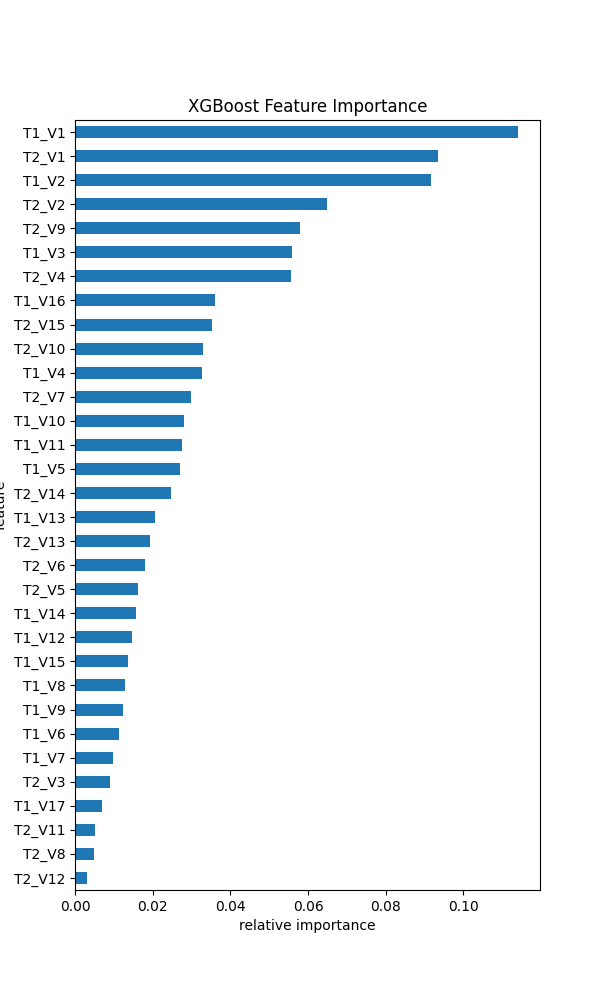 XGBoost Feature Importance
T1_V1
T2_V1
T1_V2
T2_V2
T2_V9
T1_V3
T2_V4
T1_V16
T2_V15
T2_V10
T1_V4
T2_V7
T1_V10
T1_V11
T1_V5
T2_V14
T1_V13
T2_V13
T2_V6
T2_V5
T1_V14
T1_V12
T1_V15
T1_V8
T1_V9
T1_V6
T1_V7
T2_V3
T1_V17
T2_V11
T2_V8
T2_V12
0.00 0.02 0.04 0.06 0.08 0.10
relative importance